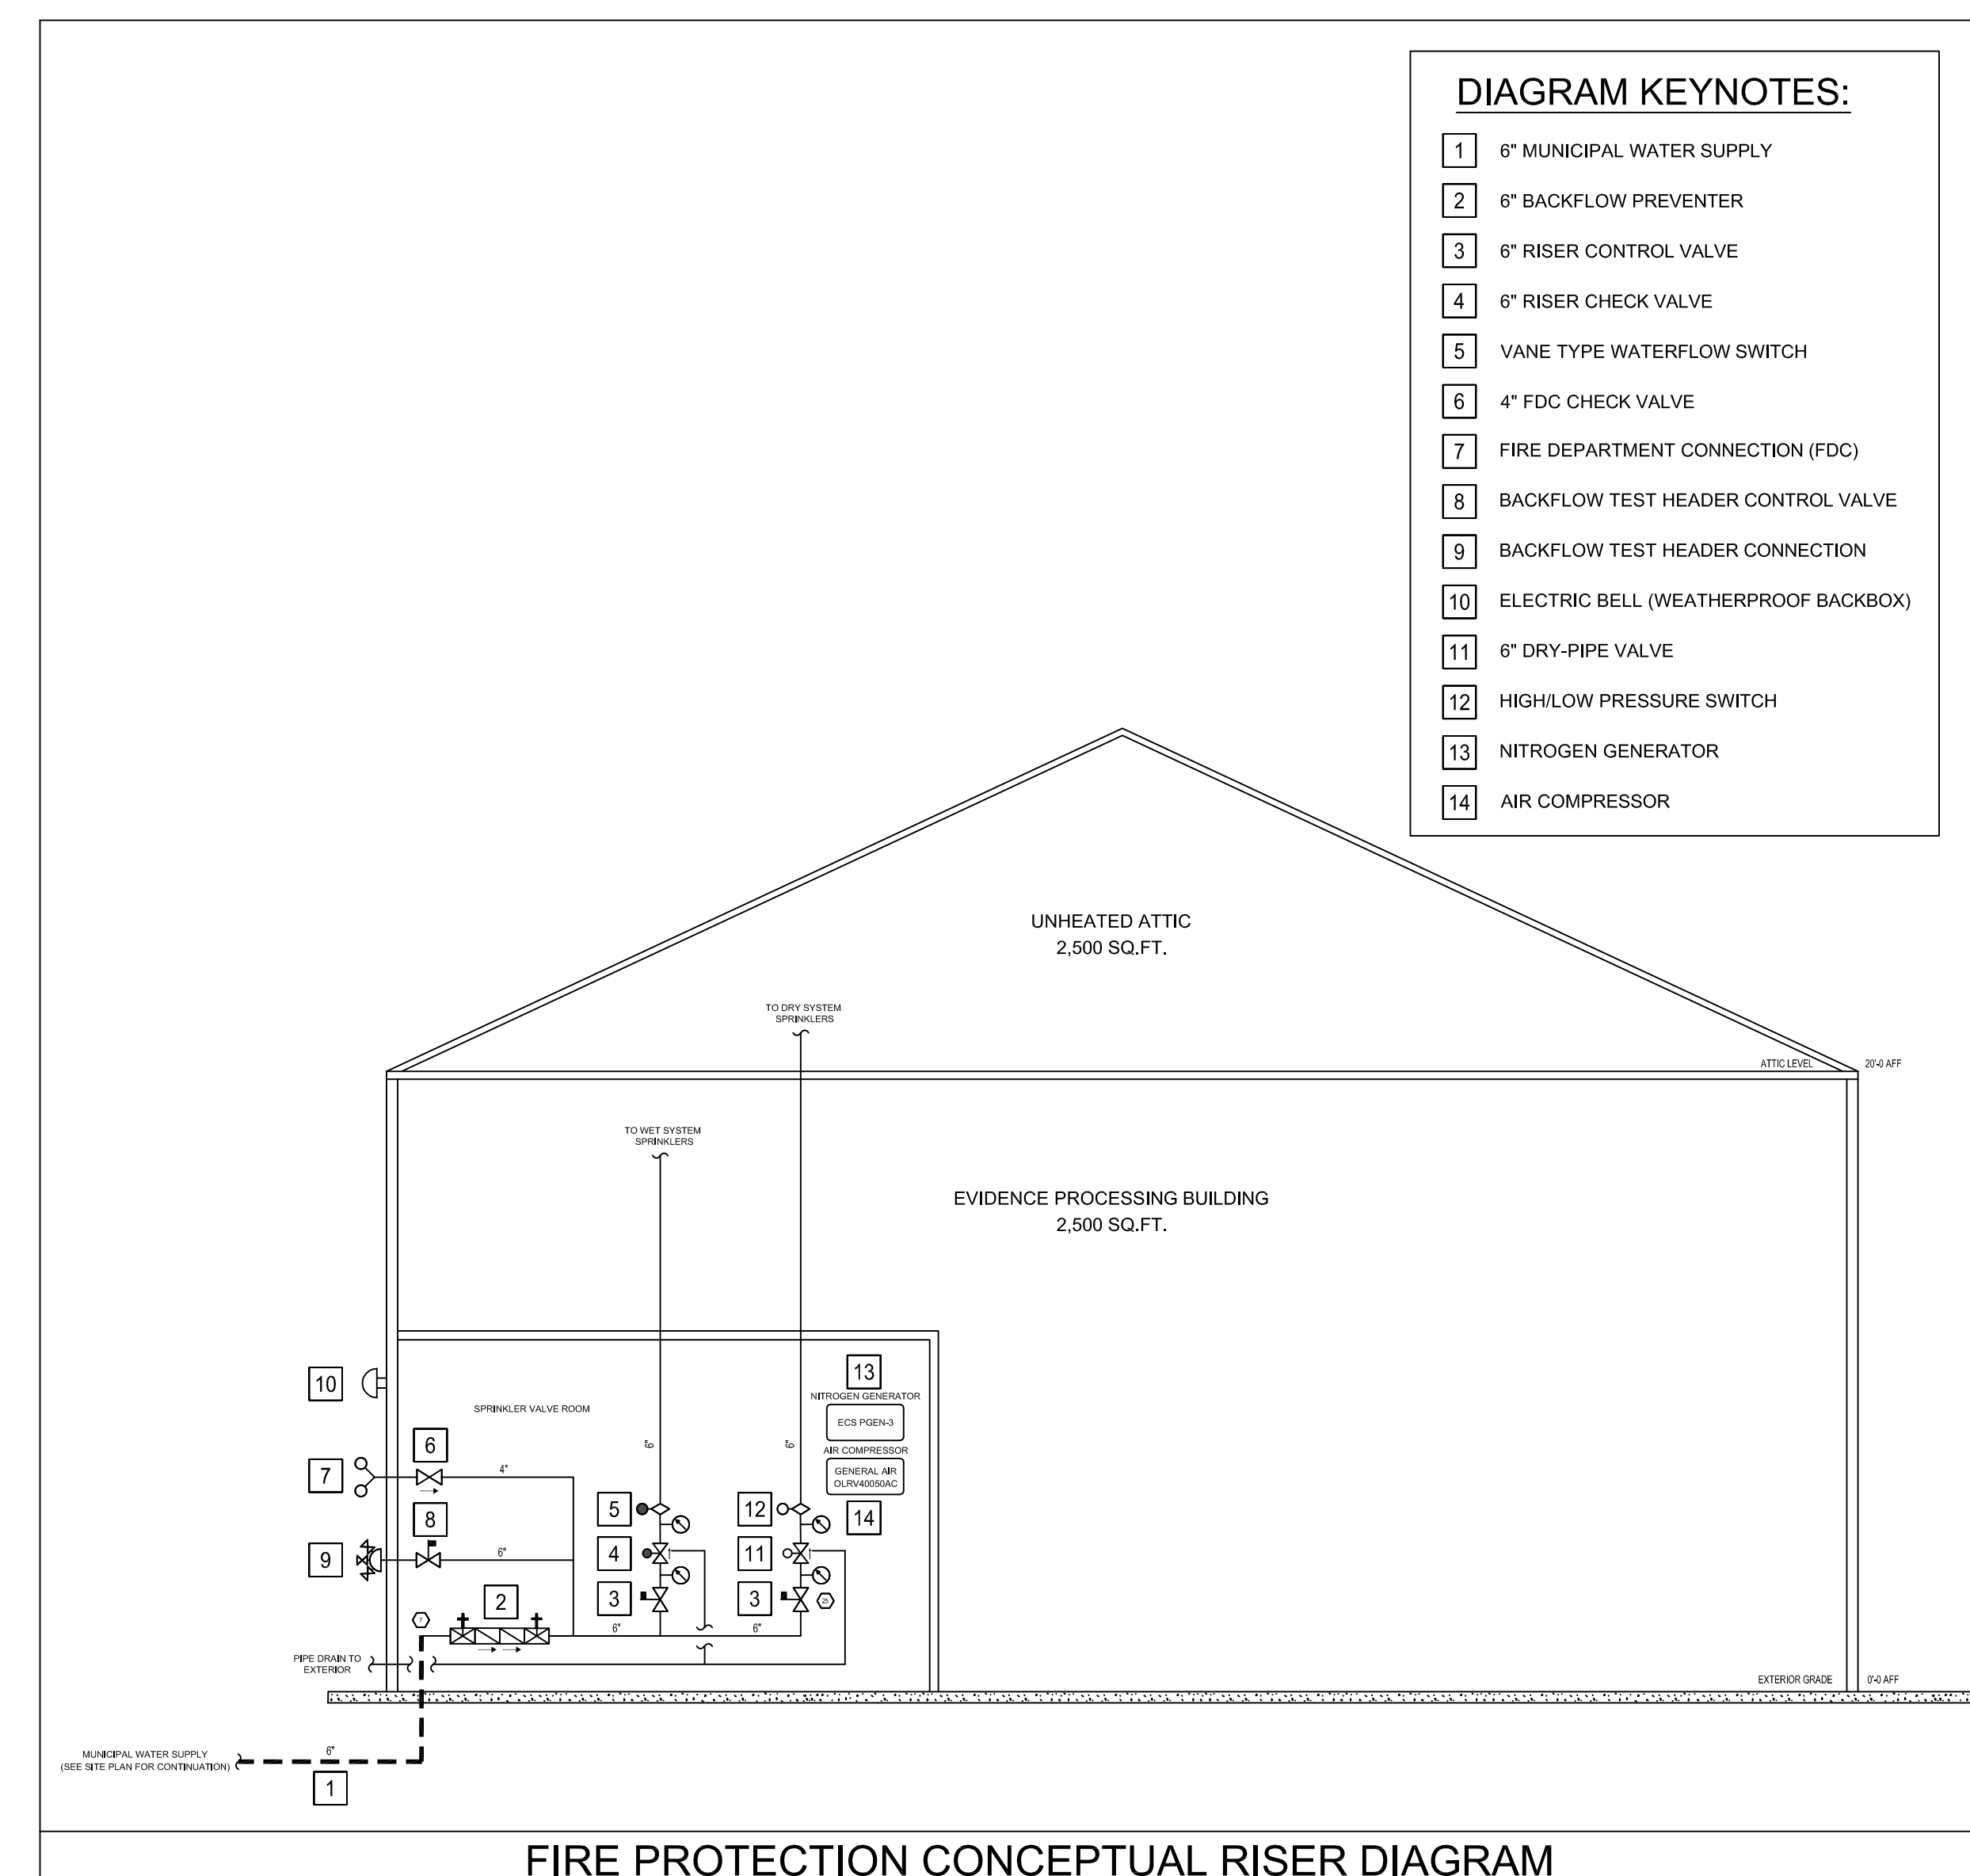 DIAGRAM KEYNOTES:
1 6" MUNICIPAL WATER SUPPLY
2 6" BACKFLOW PREVENTER
3 6" RISER CONTROL VALVE
4 6" RISER CHECK VALVE
5 VANE TYPE WATERFLOW SWITCH
6 4" FDC CHECK VALVE
7 FIRE DEPARTMENT CONNECTION (FDC)
8 BACKFLOW TEST HEADER CONTROL VALVE
9 BACKFLOW TEST HEADER CONNECTION
10 ELECTRIC BELL (WEATHERPROOF BACKBOX)
11 6" DRY-PIPE VALVE
12 HIGH/LOW PRESSURE SWITCH
13 NITROGEN GENERATOR
14 AIR COMPRESSOR
UNHEATED ATTIC
2,500 SQ.FT.
TO DRY SYSTEM
SPRINKLERS
ATTIC LEVEL
20'-0 AFF
TO WET SYSTEM
SPRINKLERS
EVIDENCE PROCESSING BUILDING
2,500 SQ.FT.
10
13
NITROGEN GENERATOR
SPRINKLER VALVE ROOM
ECS PGEN-3
6
6"
6"
AIR COMPRESSOR
7
4"
GENERAL AIR
OLRV40050AC
5
12
14
8
9
6"
4
11
2
3
3
25
7
6"
6"
PIPE DRAIN TO
EXTERIOR
EXTERIOR GRADE
0'-0 AFF
MUNICIPAL WATER SUPPLY
(SEE SITE PLAN FOR CONTINUATION)
6"
1
FIRE PROTECTION CONCEPTUAL RISER DIAGRAM